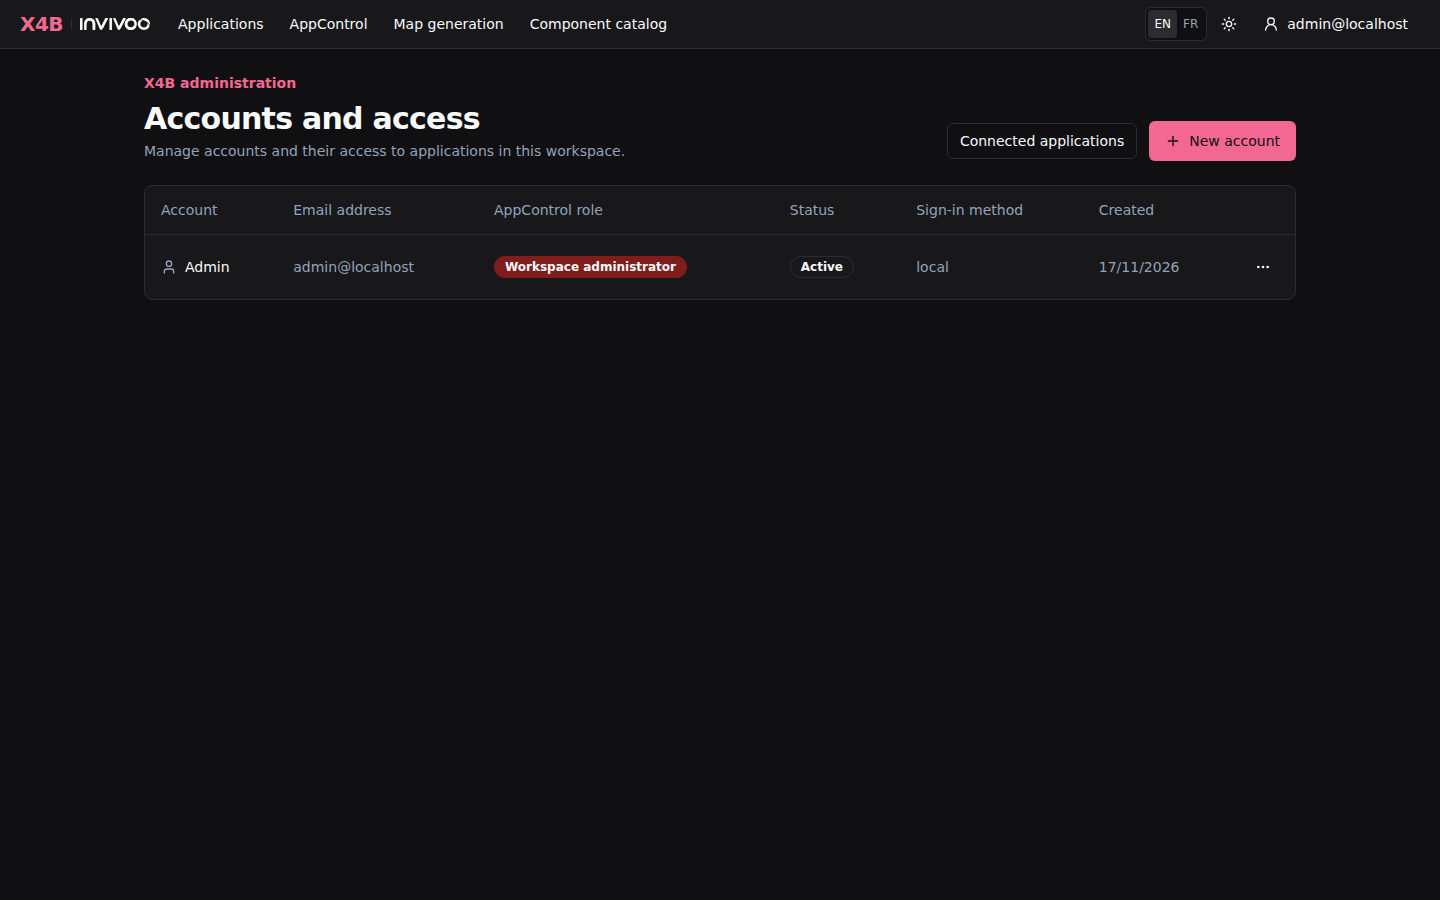 X4B INVIVOO Applications AppControl Map generation Component catalog EN FR admin@localhost
X4B administration
Accounts and access
Manage accounts and their access to applications in this workspace.
Connected applications
New account
Account Email address AppControl role Status Sign-in method Created
Admin admin@localhost Workspace administrator Active local 17/11/2026